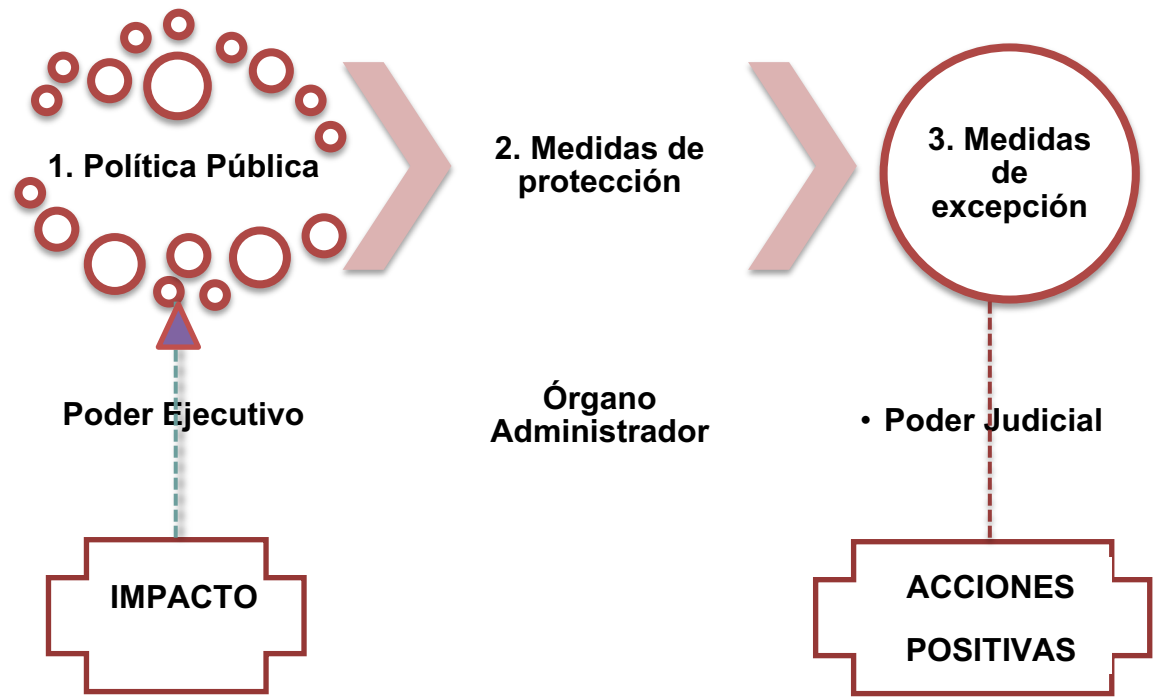 1. Política Pública
2. Medidas de
protección
3. Medidas
de
excepción
Poder Ejecutivo
Órgano
Administrador
• Poder Judicial
IMPACTO
ACCIONES
POSITIVAS